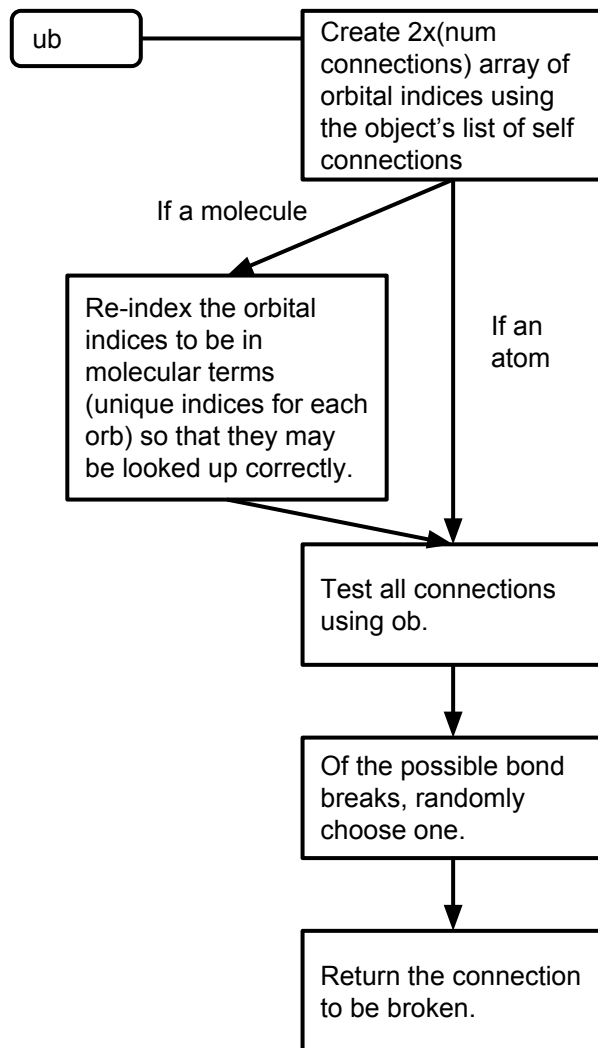 ub
Create 2x(num
connections) array of
orbital indices using
the object’s list of self
connections
If a molecule
Re-index the orbital
indices to be in
molecular terms
(unique indices for each
orb) so that they may
be looked up correctly.
If an
atom
Test all connections
using ob.
Of the possible bond
breaks, randomly
choose one.
Return the connection
to be broken.